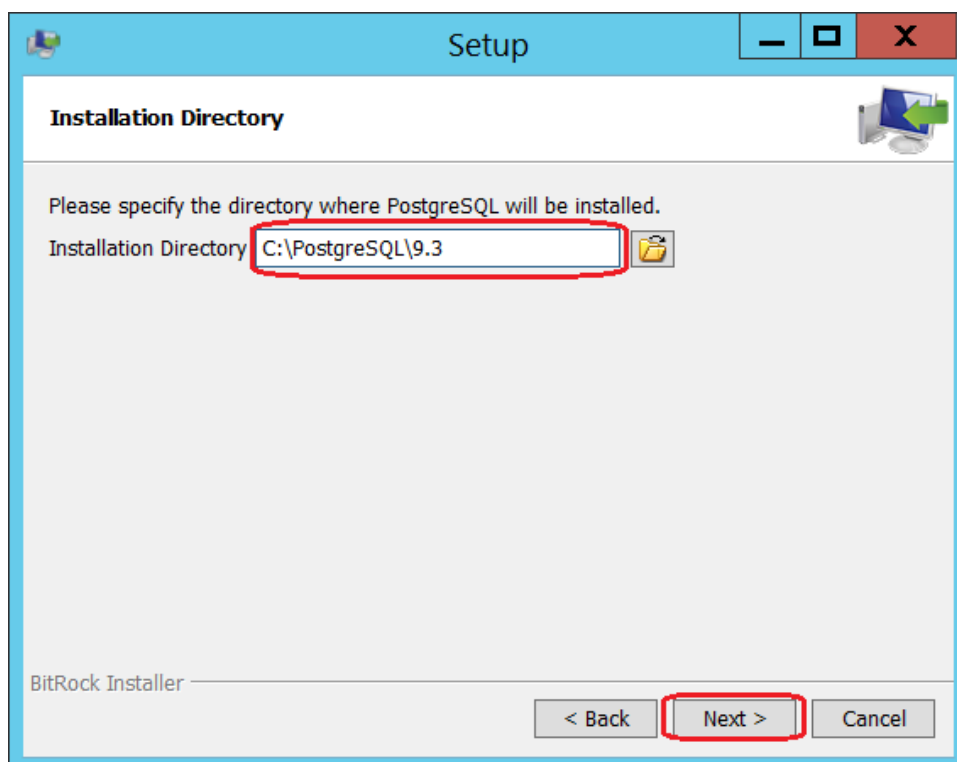 Setup
Installation Directory
Please specify the directory where PostgreSQL will be installed.
Installation Directory C:\PostgreSQL\9.3
BitRock Installer
< Back Next > Cancel